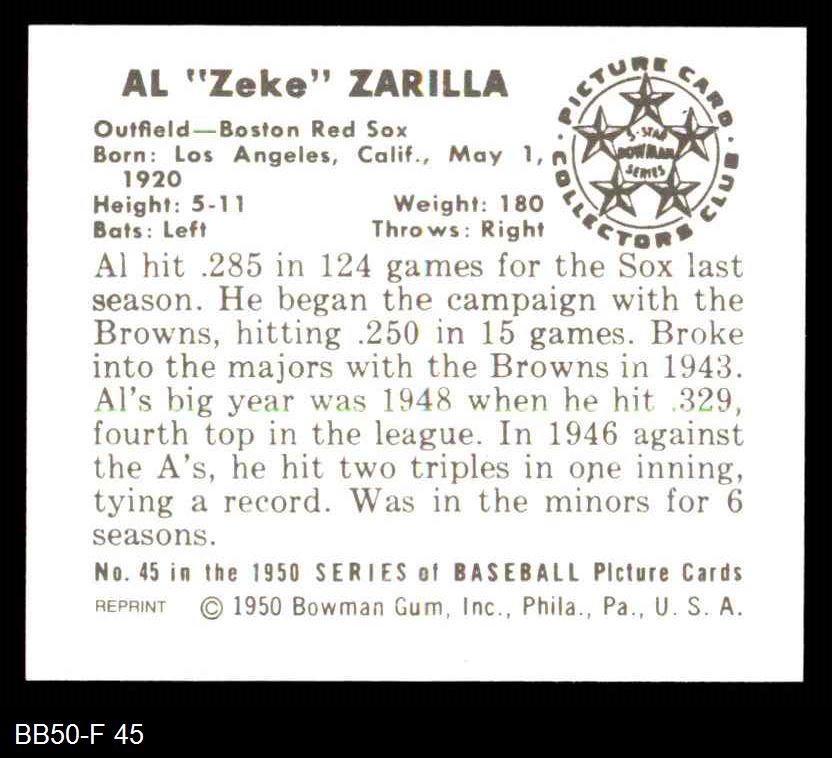 AL "Zeke" ZARILLA
Outfield—Boston Red Sox
Born: Los Angeles, Calif., May 1,
1920
Height: 5-11 Weight: 180
Bats: Left Throws: Right
PICTURE CARD
COLLECTORS CLUB
5-STAR
BOWMAN
SERIES
Al hit .285 in 124 games for the Sox last
season. He began the campaign with the
Browns, hitting .250 in 15 games. Broke
into the majors with the Browns in 1943.
Al's big year was 1948 when he hit .329,
fourth top in the league. In 1946 against
the A's, he hit two triples in one inning,
tying a record. Was in the minors for 6
seasons.
No. 45 in the 1950 SERIES of BASEBALL Picture Cards
REPRINT © 1950 Bowman Gum, Inc., Phila., Pa., U. S. A.
BB50-F 45